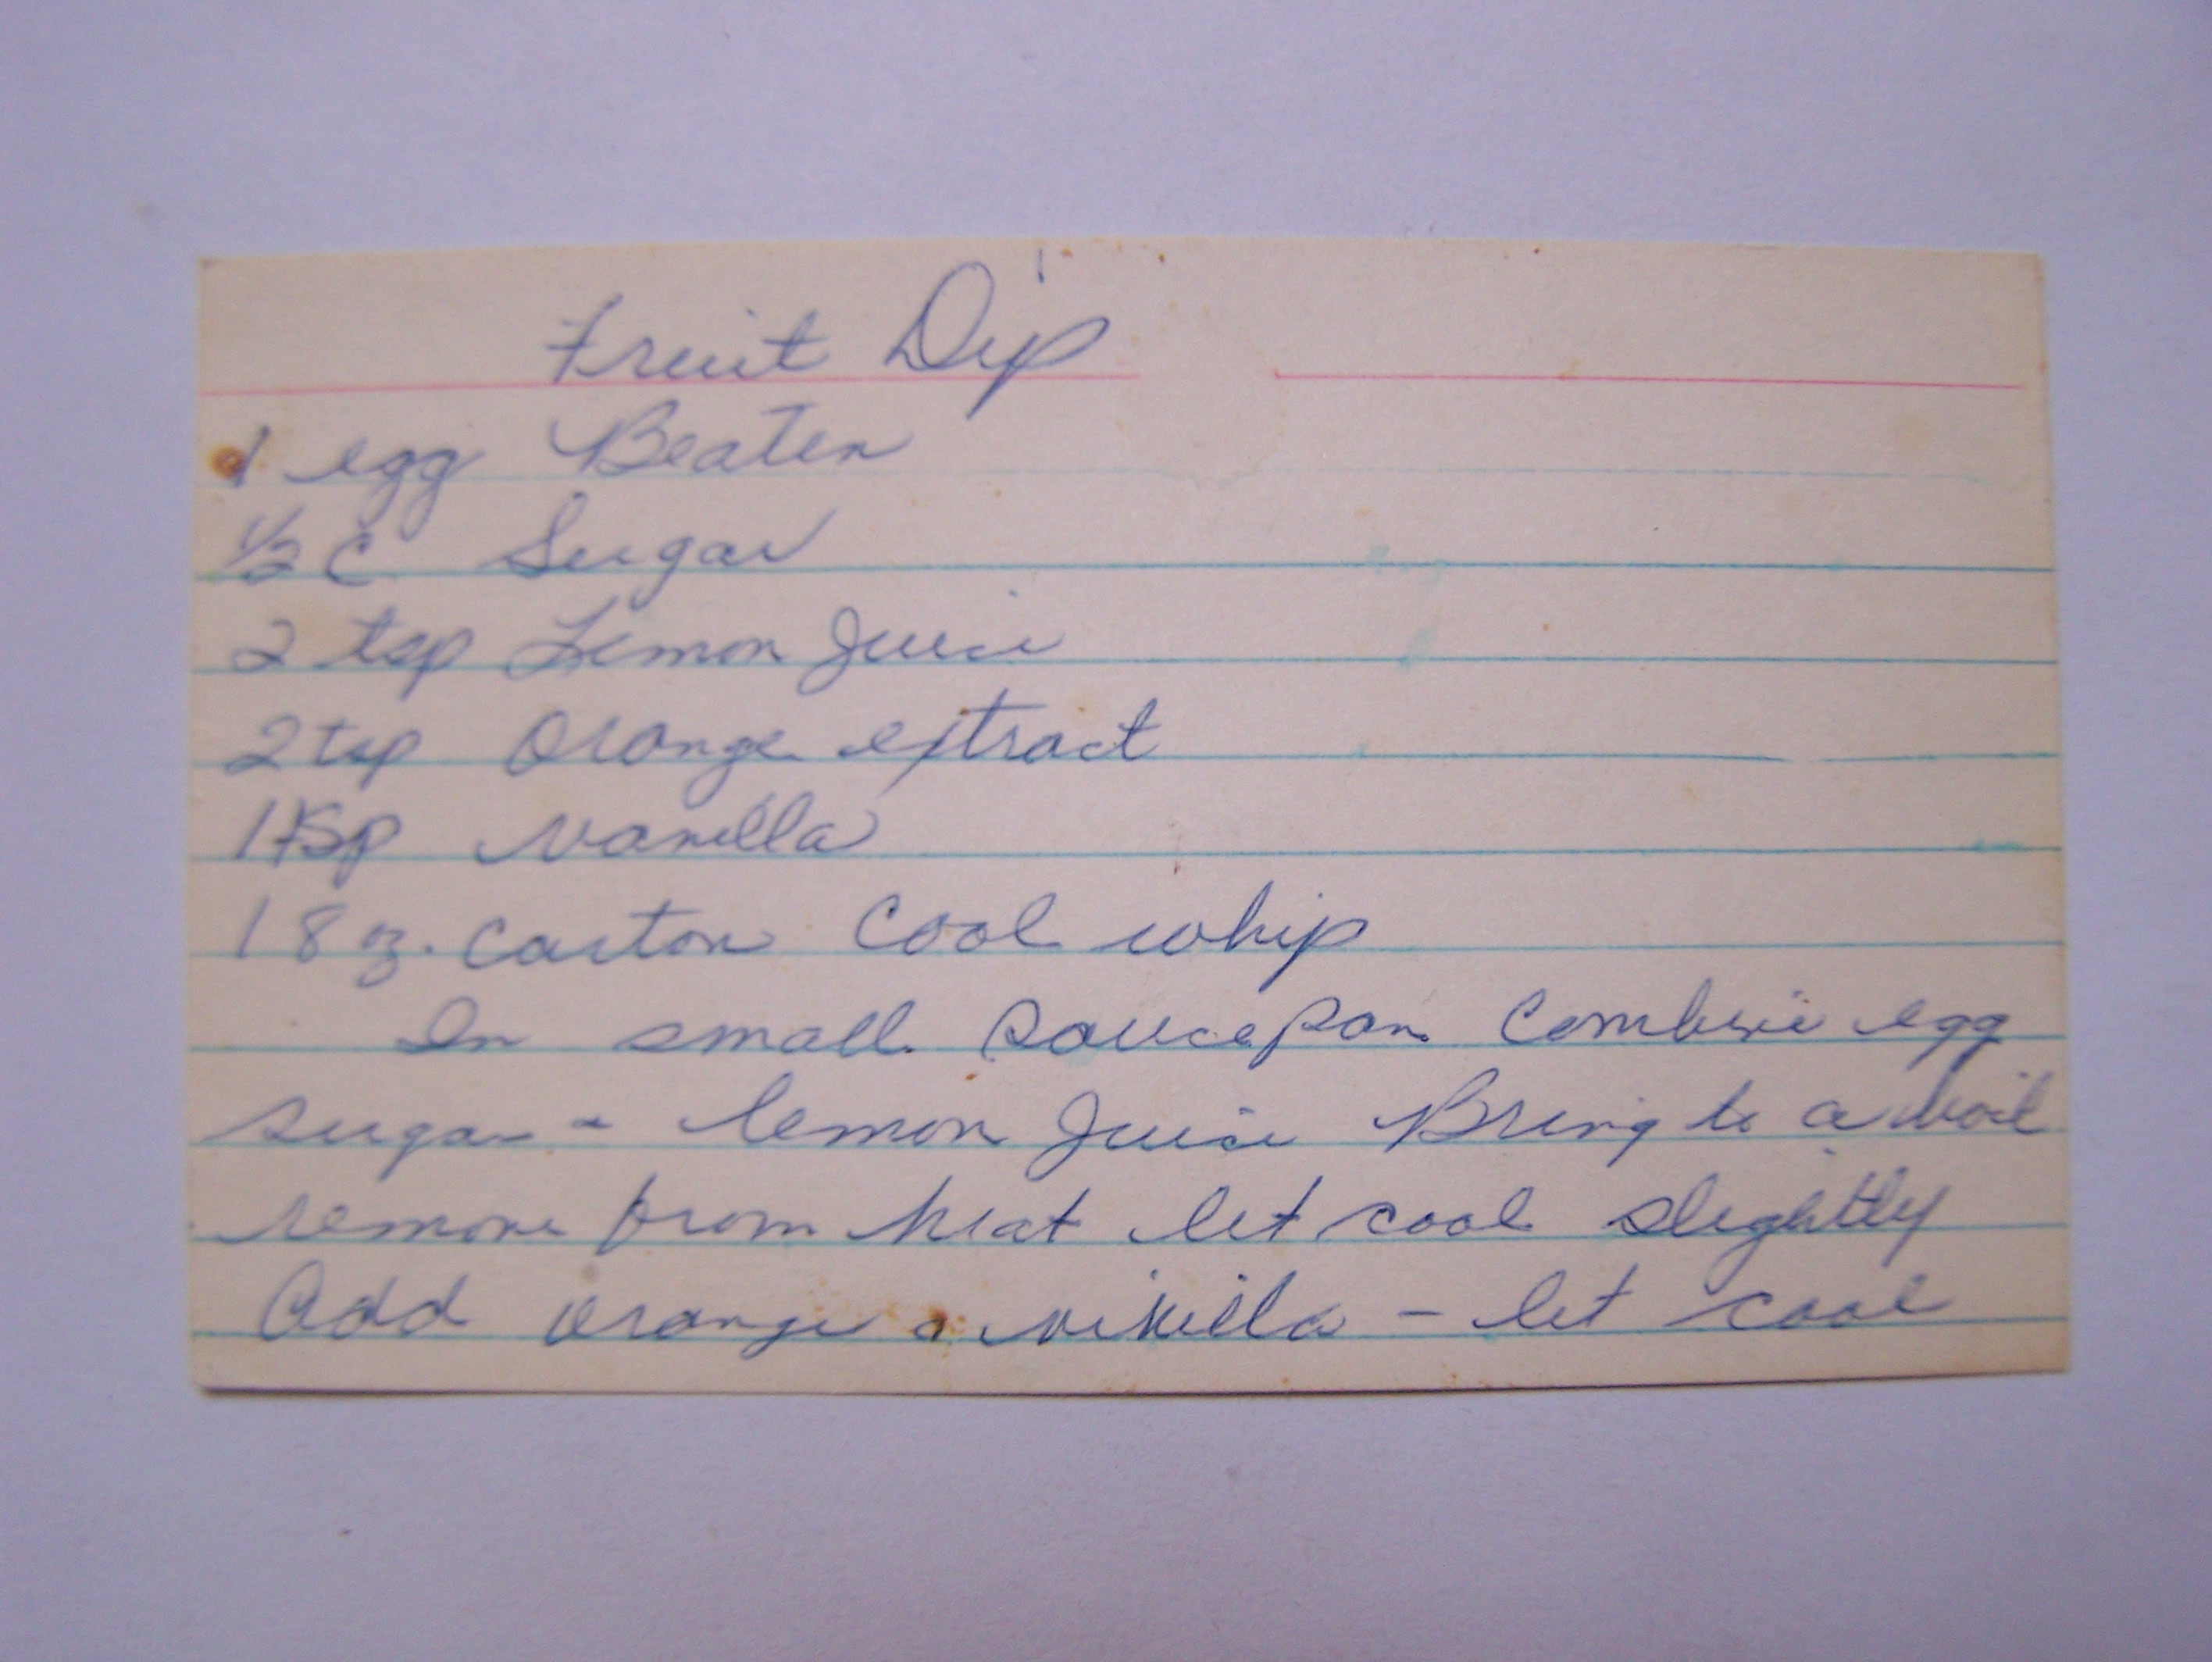 Fruit Dip
1 egg Beaten
1/2 C Sugar
2 tsp Lemon Juice
2 tsp Orange extract
1 tsp vanilla
1 8 oz. Carton Cool whip
In small saucepan Combine egg
sugar & lemon Juice Bring to a boil
remove from heat let cool slightly
Add orange & vinilla - let cool